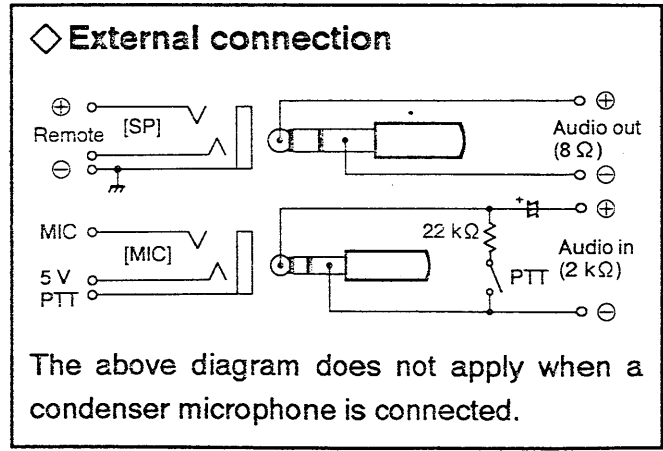 ◇ External connection
⊕
Remote
[SP]
⊖
⊕
Audio out
(8 Ω)
⊖
MIC
[MIC]
5 V
PTT
+
⊕
22 kΩ
Audio in
(2 kΩ)
PTT
⊖
The above diagram does not apply when a
condenser microphone is connected.